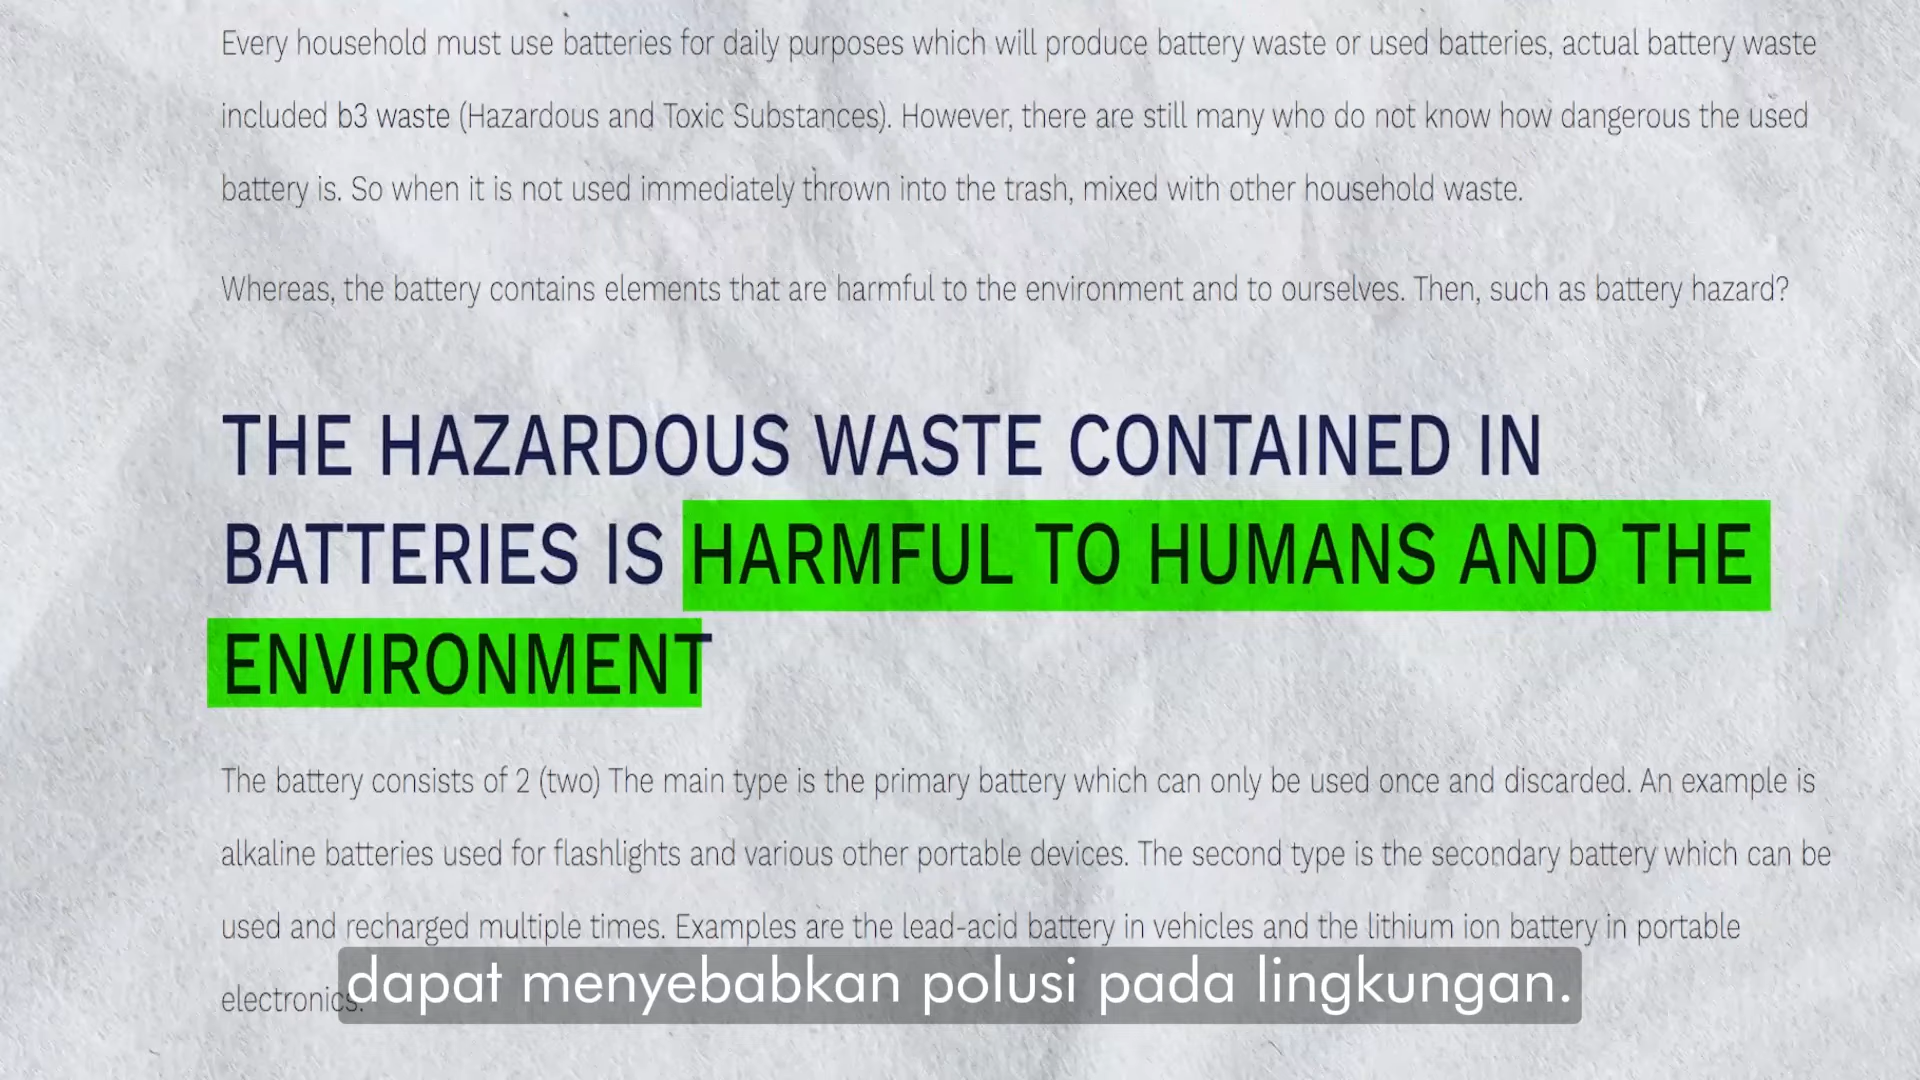 Every household must use batteries for daily purposes which will produce battery waste or used batteries, actual battery waste
included b3 waste (Hazardous and Toxic Substances). However, there are still many who do not know how dangerous the used
battery is. So when it is not used immediately thrown into the trash, mixed with other household waste.
Whereas, the battery contains elements that are harmful to the environment and to ourselves. Then, such as battery hazard?
THE HAZARDOUS WASTE CONTAINED IN
BATTERIES IS HARMFUL TO HUMANS AND THE
ENVIRONMENT
The battery consists of 2 (two) The main type is the primary battery which can only be used once and discarded. An example is
alkaline batteries used for flashlights and various other portable devices. The second type is the secondary battery which can be
used and recharged multiple times. Examples are the lead-acid battery in vehicles and the lithium ion battery in portable
electronics.
dapat menyebabkan polusi pada lingkungan.